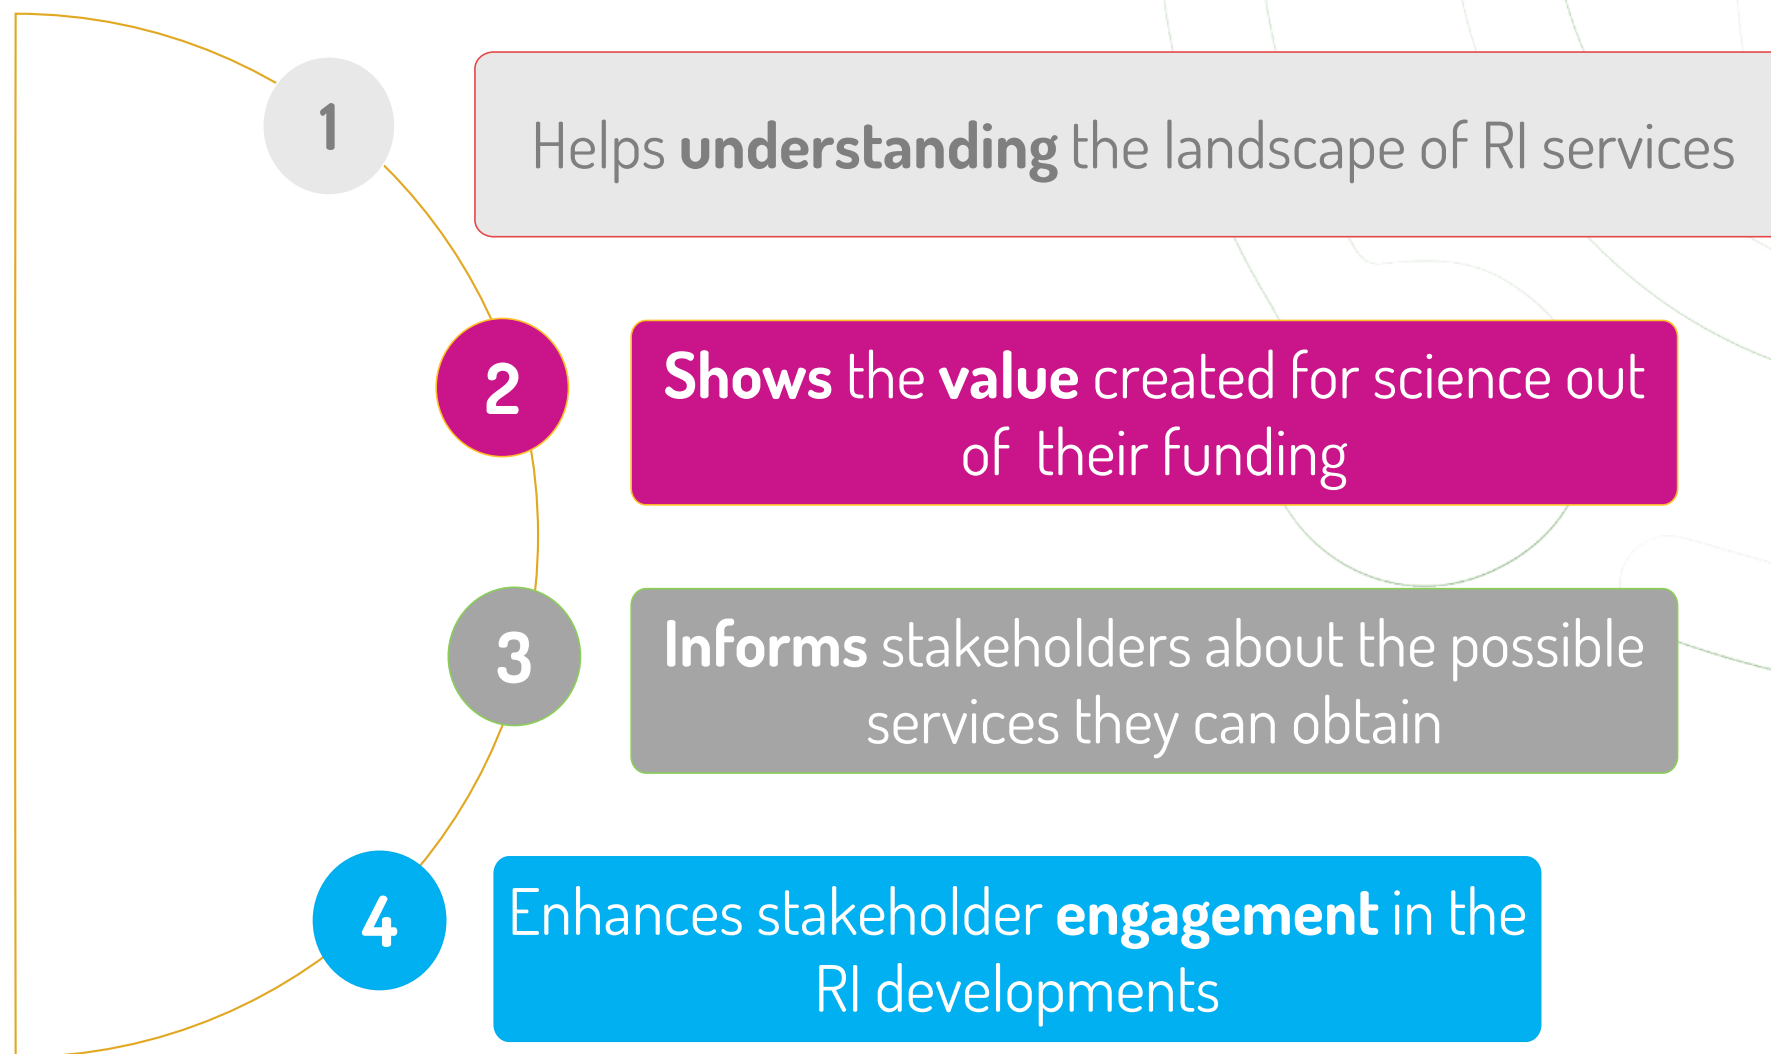 1
Helps understanding the landscape of RI services
2
Shows the value created for science out
of their funding
3
Informs stakeholders about the possible
services they can obtain
4
Enhances stakeholder engagement in the
RI developments